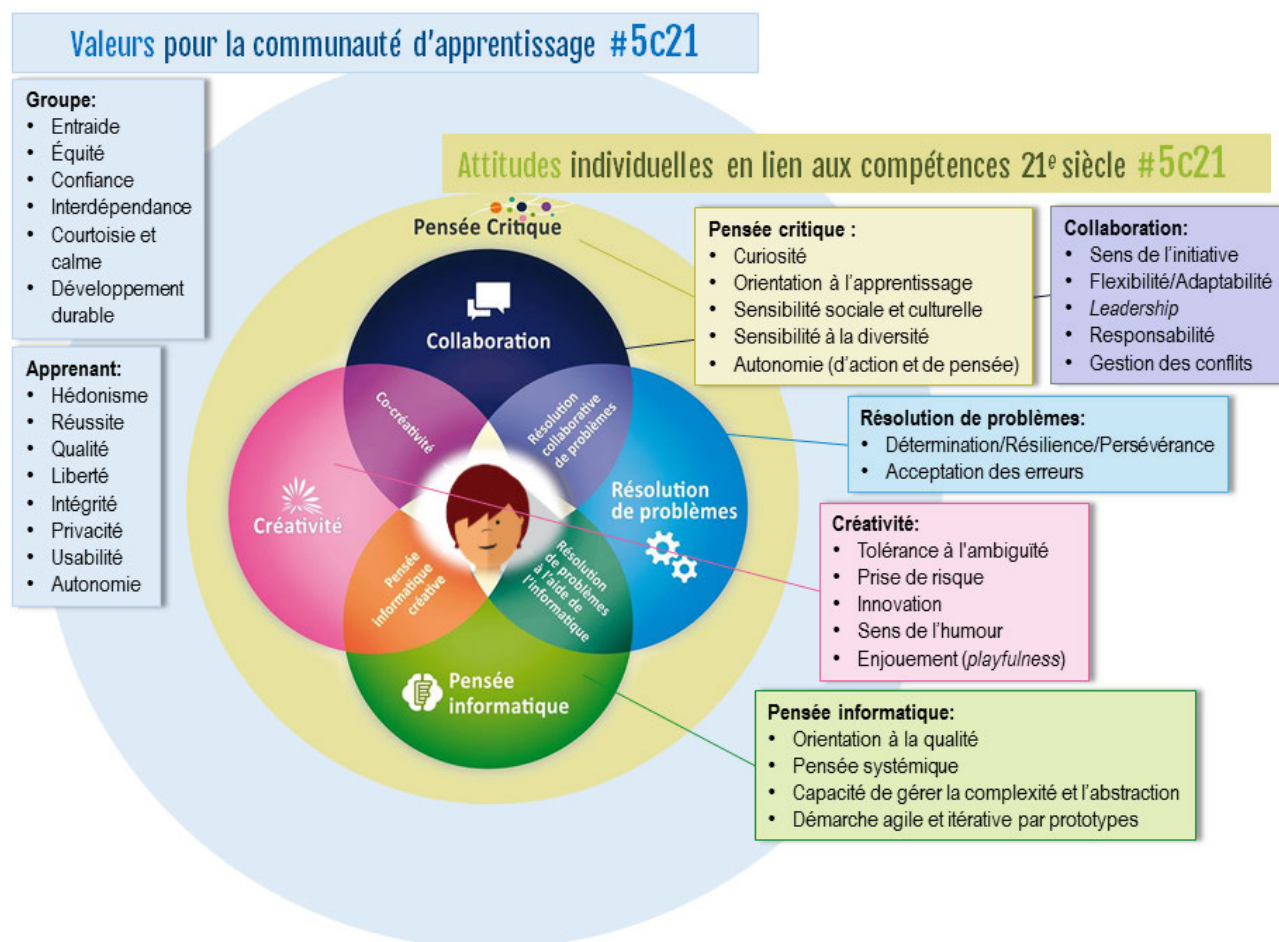 Valeurs pour la communauté d'apprentissage #5c21
Groupe:
• Entraide
• Équité
• Confiance
• Interdépendance
• Courtoisie et
calme
• Développement
durable
Apprenant:
• Hédonisme
• Réussite
• Qualité
• Liberté
• Intégrité
• Privacité
• Usabilité
• Autonomie
Attitudes individuelles en lien aux compétences 21e siècle #5c21
Pensée Critique
Collaboration
Co-créativité
Résolution
collaborative
de problèmes
Créativité
Résolution
de problèmes
Pensée
informatique
créative
Résolution
de problèmes
à l'aide de
l'informatique
Pensée
informatique
Pensée critique :
• Curiosité
• Orientation à l'apprentissage
• Sensibilité sociale et culturelle
• Sensibilité à la diversité
• Autonomie (d'action et de pensée)
Collaboration:
• Sens de l'initiative
• Flexibilité/Adaptabilité
• Leadership
• Responsabilité
• Gestion des conflits
Résolution de problèmes:
• Détermination/Résilience/Persévérance
• Acceptation des erreurs
Créativité:
• Tolérance à l'ambiguïté
• Prise de risque
• Innovation
• Sens de l'humour
• Enjouement (playfulness)
Pensée informatique:
• Orientation à la qualité
• Pensée systémique
• Capacité de gérer la complexité et l'abstraction
• Démarche agile et itérative par prototypes